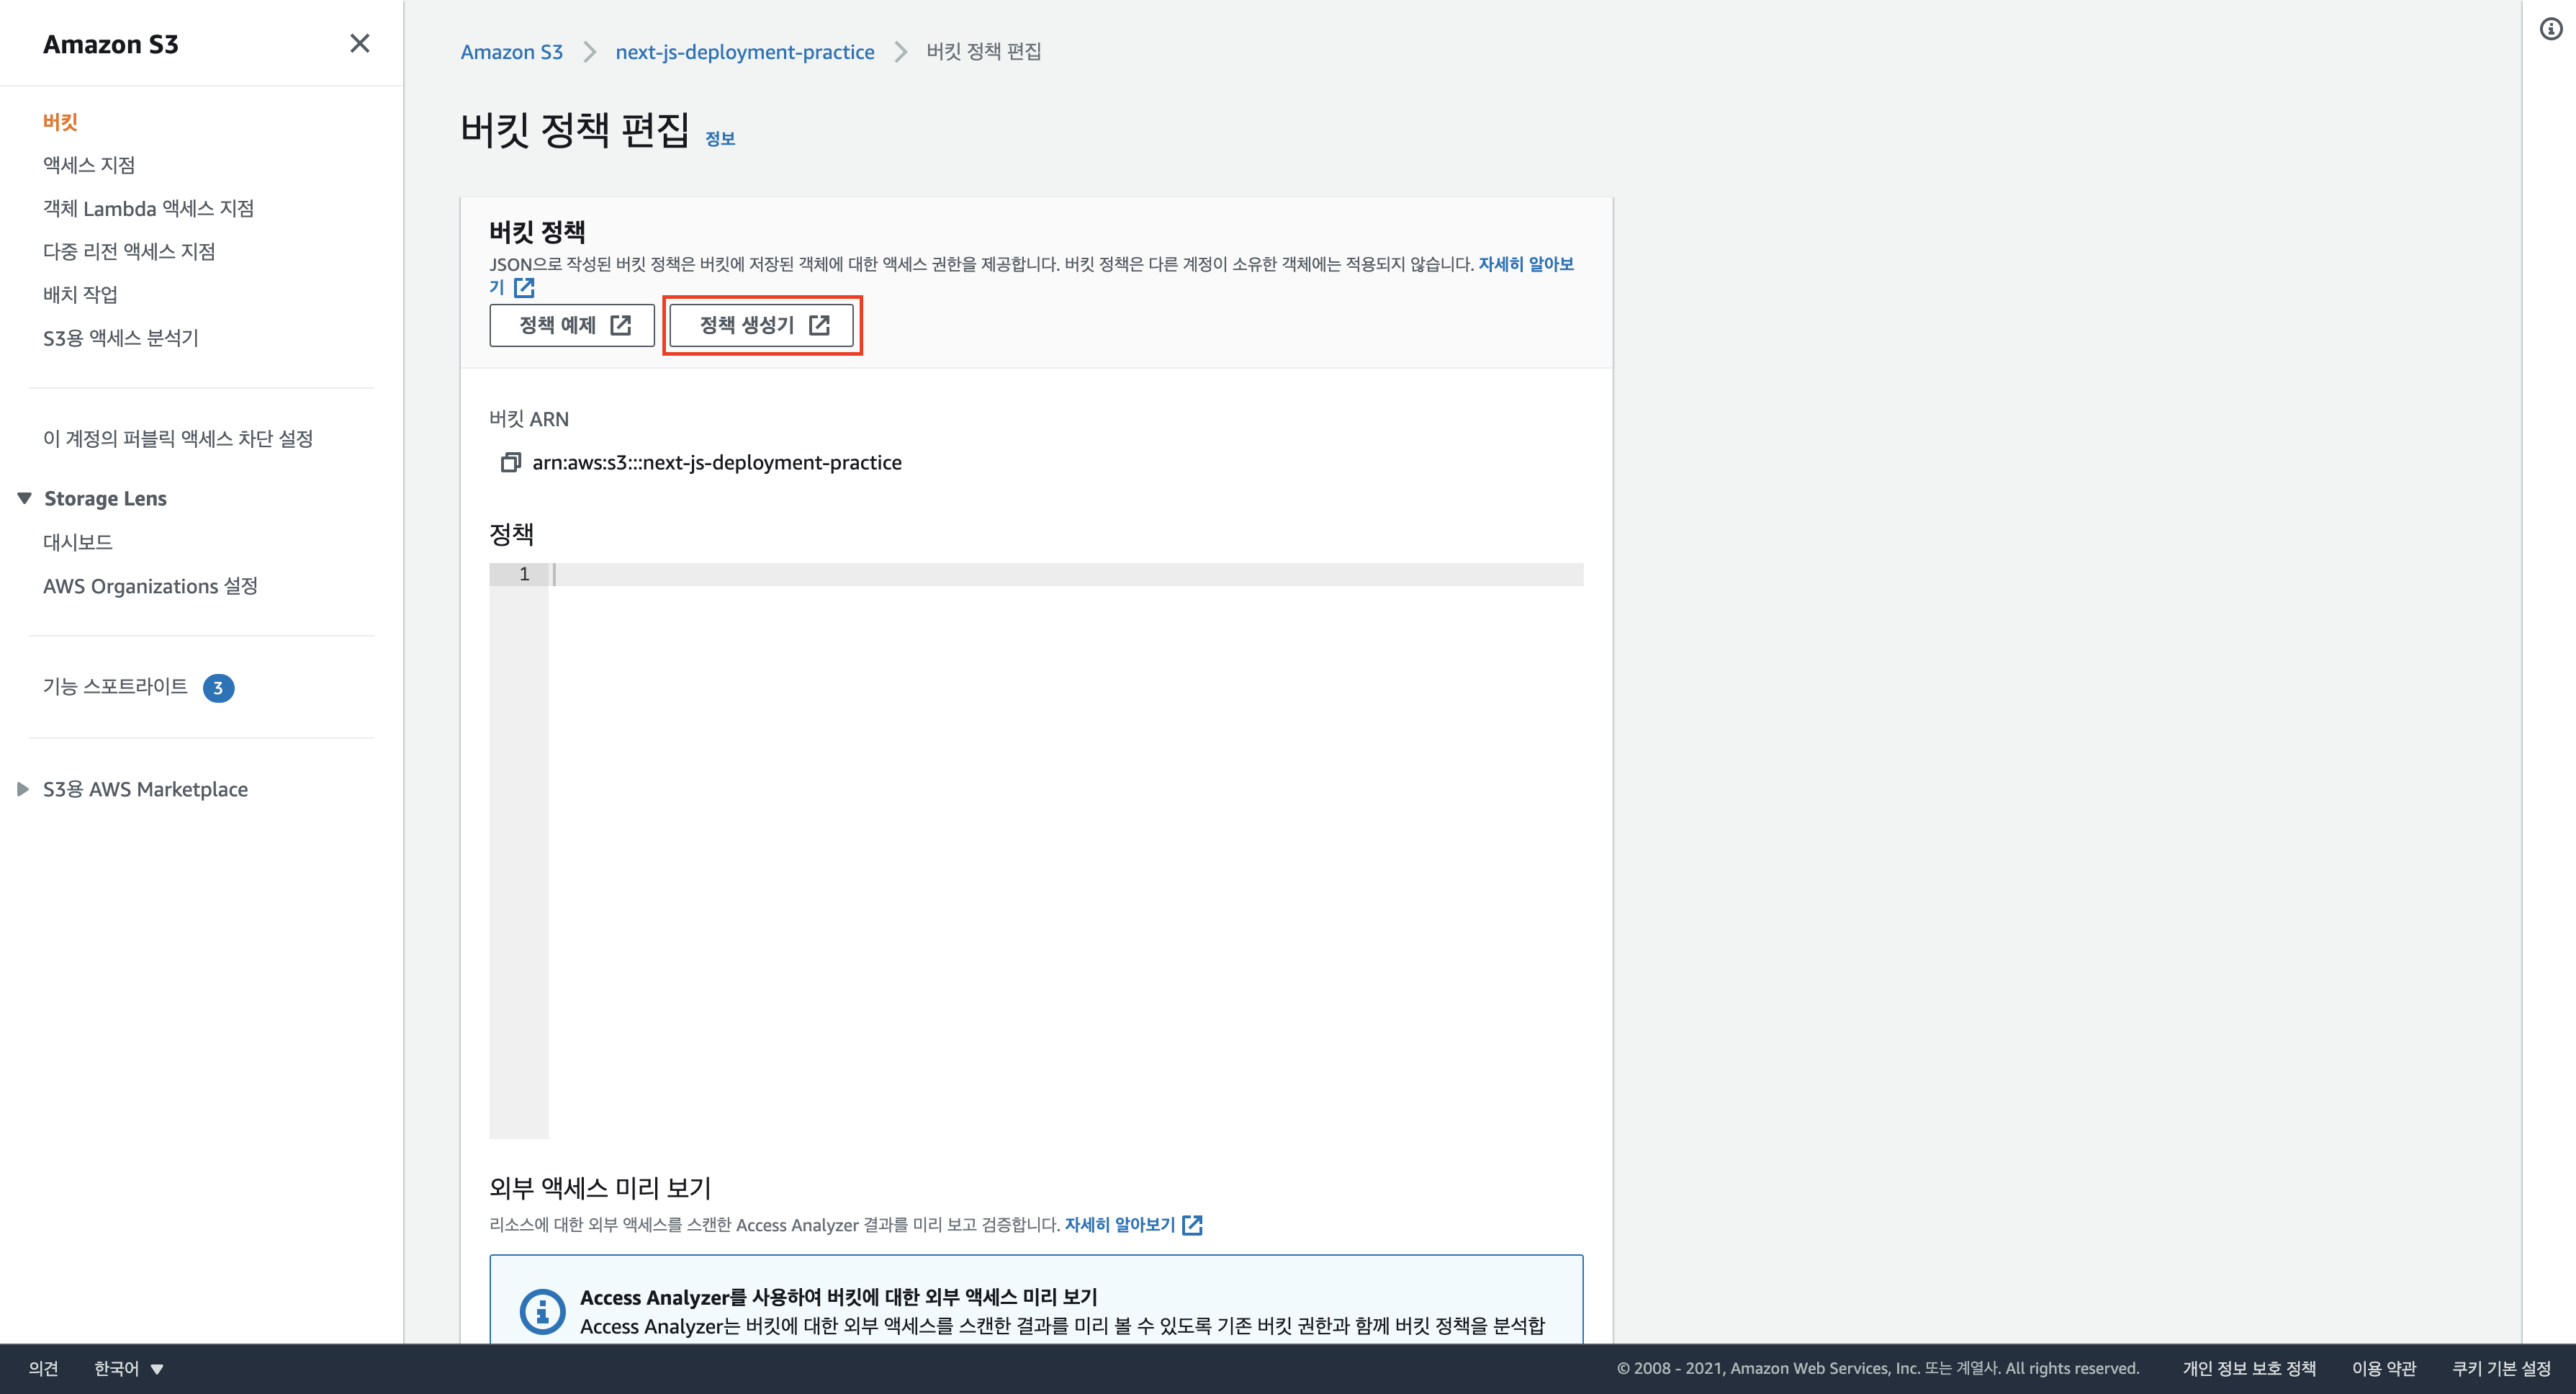 Amazon S3
버킷
액세스 지점
객체 Lambda 액세스 지점
다중 리전 액세스 지점
배치 작업
S3용 액세스 분석기
이 계정의 퍼블릭 액세스 차단 설정
Storage Lens
대시보드
AWS Organizations 설정
기능 스포트라이트 3
S3용 AWS Marketplace
Amazon S3 next-js-deployment-practice 버킷 정책 편집
버킷 정책 편집 정보
버킷 정책
JSON으로 작성된 버킷 정책은 버킷에 저장된 객체에 대한 액세스 권한을 제공합니다. 버킷 정책은 다른 계정이 소유한 객체에는 적용되지 않습니다. 자세히 알아보
기
정책 예제 정책 생성기
버킷 ARN
arn:aws:s3:::next-js-deployment-practice
정책
1
외부 액세스 미리 보기
리소스에 대한 외부 액세스를 스캔한 Access Analyzer 결과를 미리 보고 검증합니다. 자세히 알아보기
Access Analyzer를 사용하여 버킷에 대한 외부 액세스 미리 보기
Access Analyzer는 버킷에 대한 외부 액세스를 스캔한 결과를 미리 볼 수 있도록 기존 버킷 권한과 함께 버킷 정책을 분석합
의견 한국어 © 2008 - 2021, Amazon Web Services, Inc. 또는 계열사. All rights reserved. 개인 정보 보호 정책 이용 약관 쿠키 기본 설정